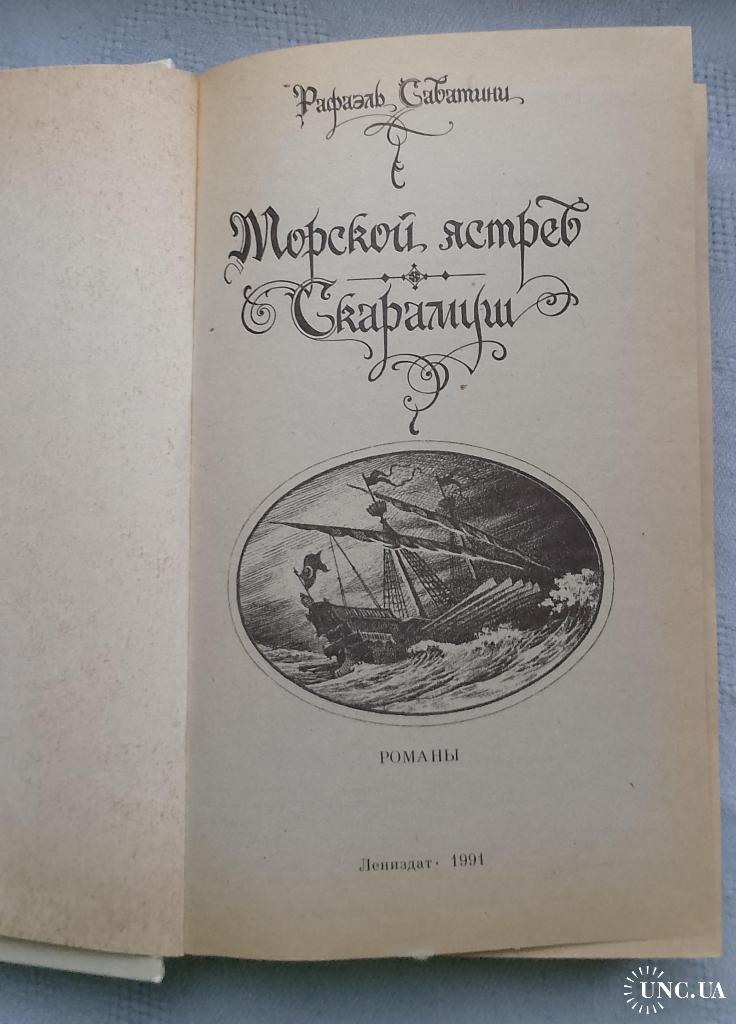 Рафаэль Сабатини
Морской ястреб
Скарамуш
РОМАНЫ
Лениздат · 1991
UNC.UA